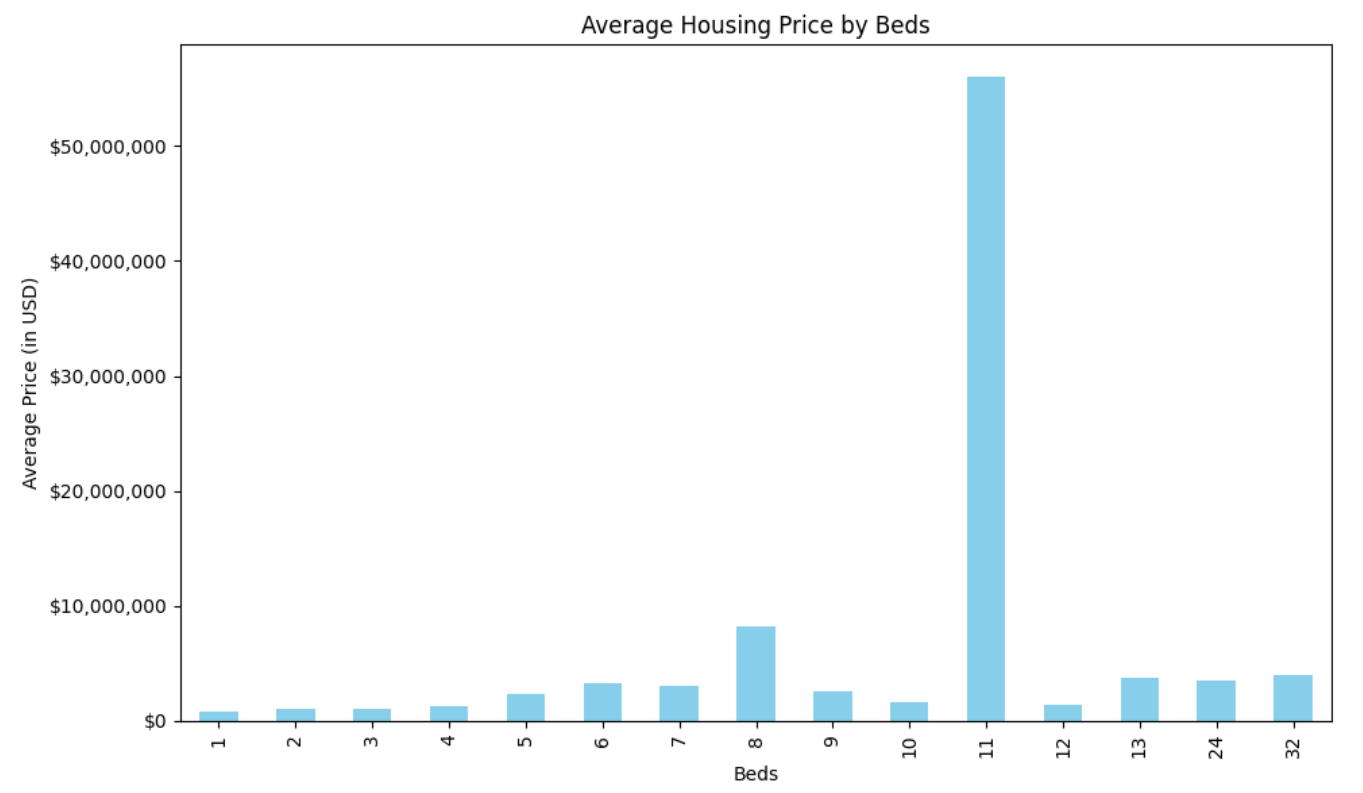 Average Housing Price by Beds
Average Price (in USD)
$50,000,000
$40,000,000
$30,000,000
$20,000,000
$10,000,000
$0
1 2 3 4 5 6 7 8 9 10 11 12 13 24 32
Beds